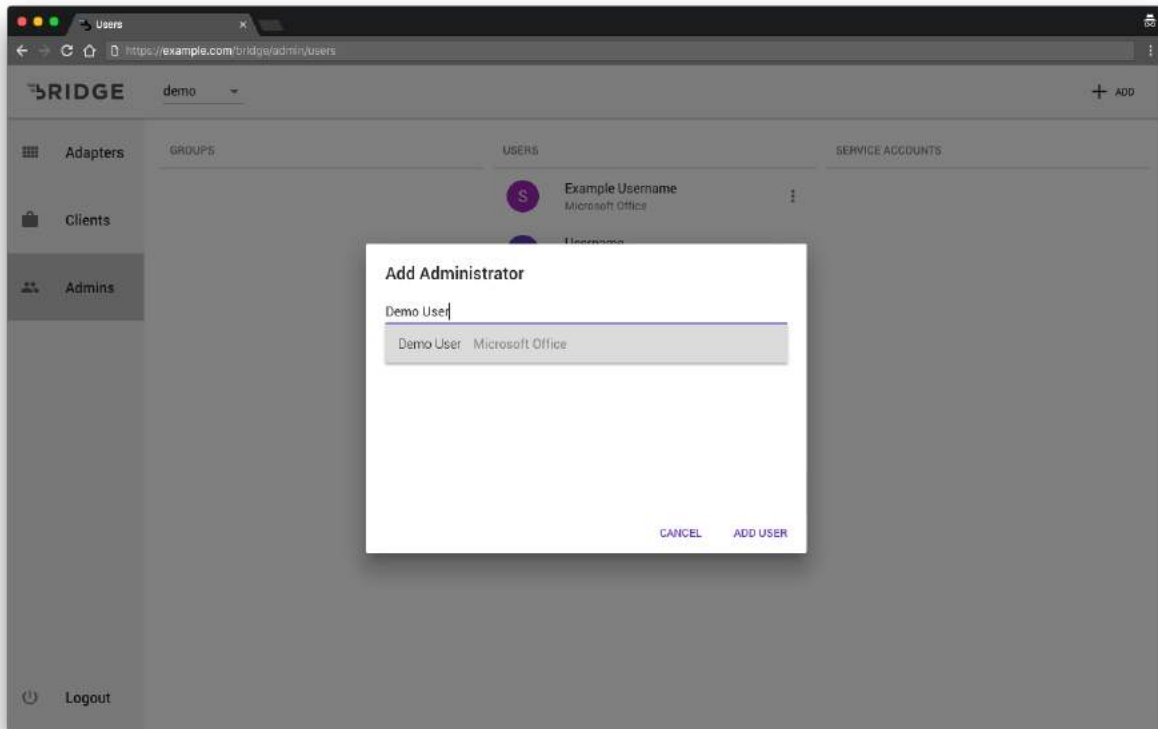 Users
https://example.com/bridge/admin/users
BRIDGE
demo
ADD
Adapters
Clients
Admins
Logout
GROUPS
USERS
SERVICE ACCOUNTS
S
Example Username
Microsoft Office
Username
Add Administrator
Demo User
Demo User Microsoft Office
CANCEL ADD USER